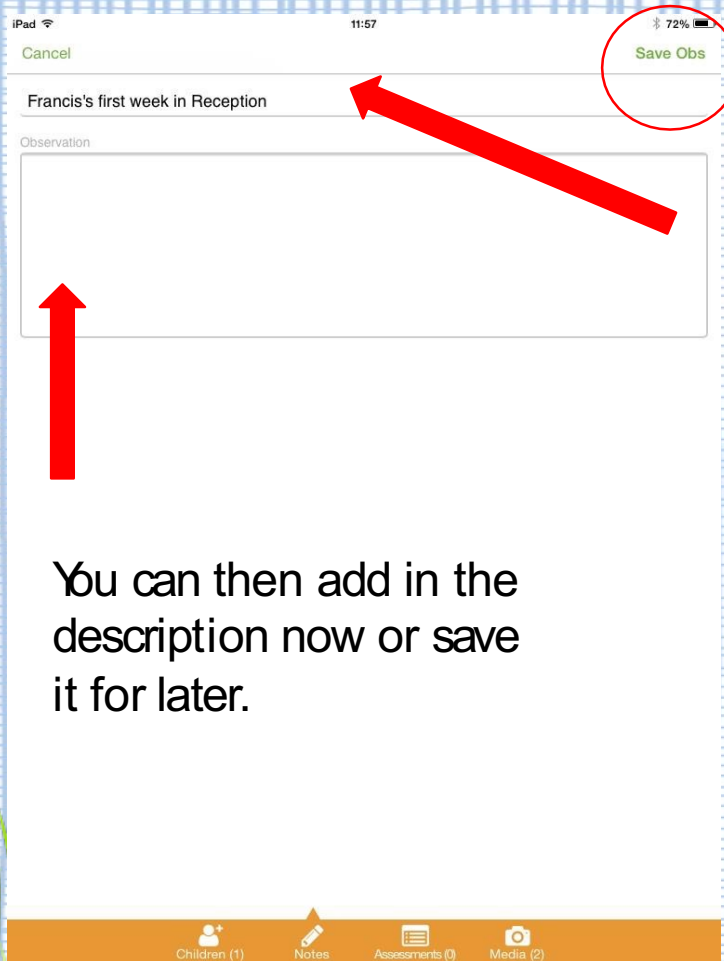 iPad 11:57 72%
Cancel Save Obs
Francis's first week in Reception
Observation
You can then add in the
description now or save
it for later.
Children (1) Notes Assessments (0) Media (2)